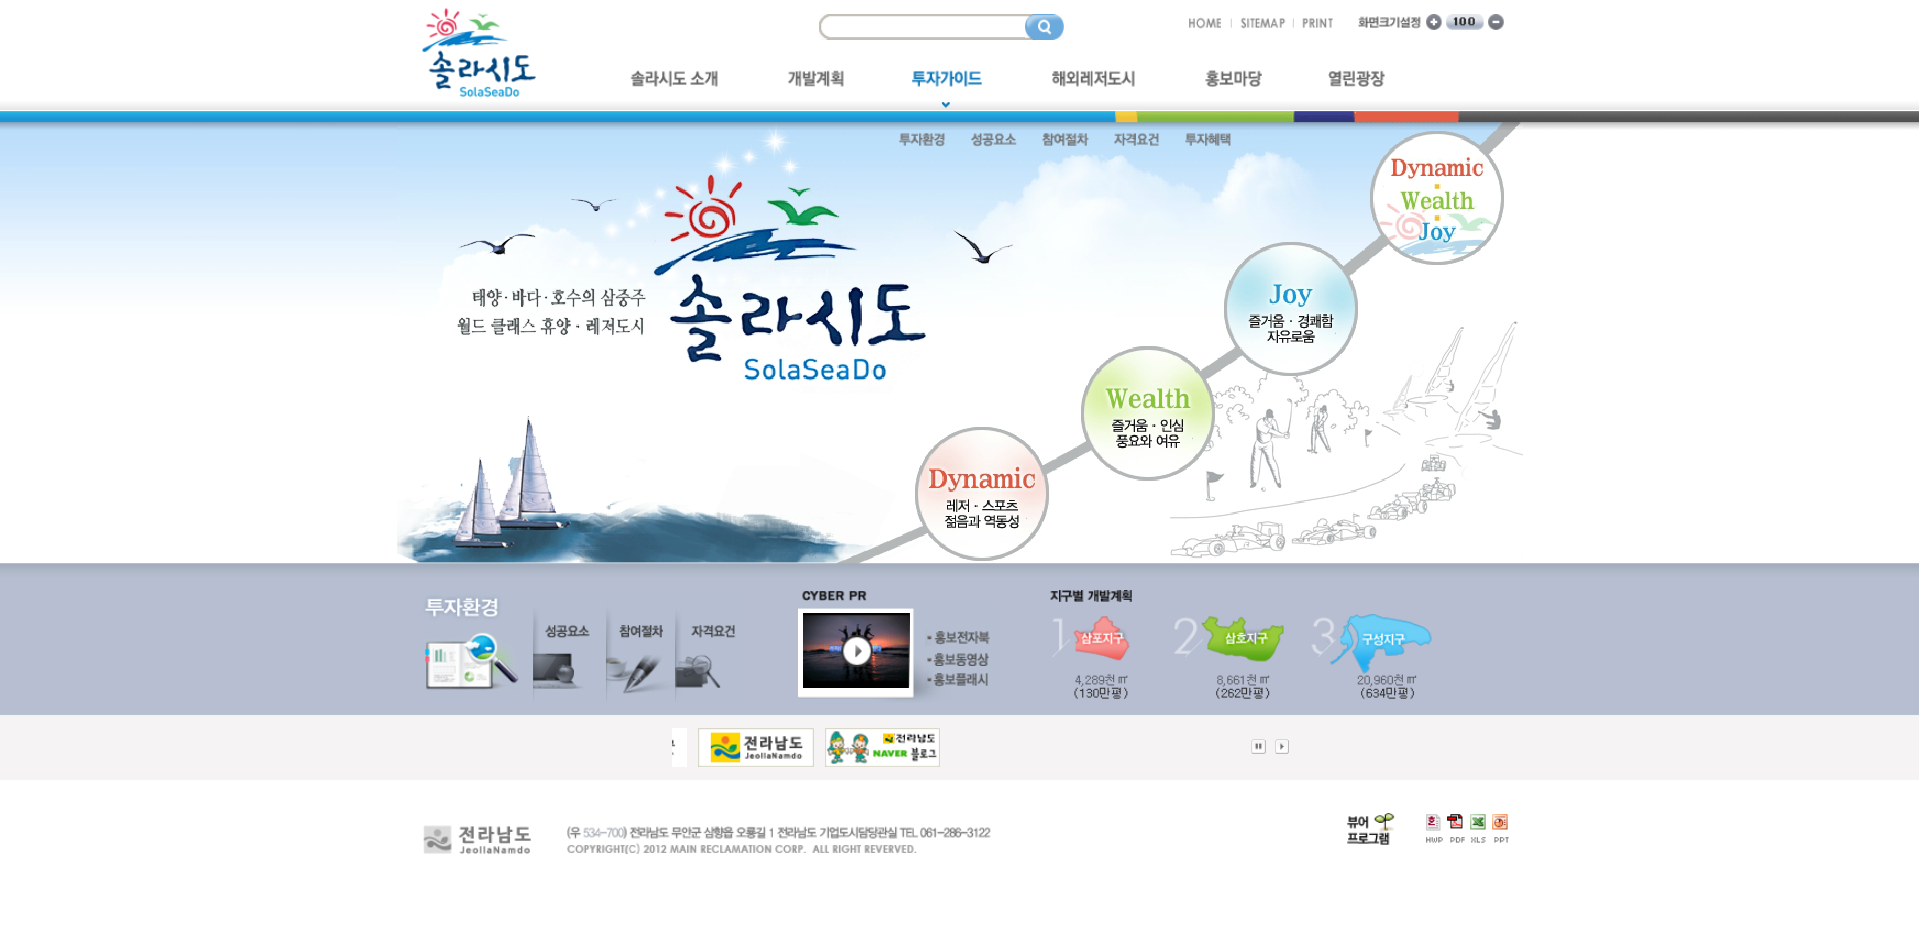 솔라시도
SolaSeaDo
HOME
SITEMAP
PRINT
화면크기설정
100
솔라시도 소개
개발계획
투자가이드
해외레저도시
홍보마당
열린광장
투자환경
성공요소
참여절차
자격요건
투자혜택
태양·바다·호수의 삼중주
월드 클래스 휴양·레저도시
솔라시도
SolaSeaDo
Dynamic
Wealth
Joy
Joy
즐거움 · 경쾌함
자유로움
Wealth
즐거움 · 인심
풍요와 여유
Dynamic
레저 · 스포츠
젊음과 역동성
투자환경
성공요소
참여절차
자격요건
CYBER PR
홍보전자북
홍보동영상
홍보플래시
지구별 개발계획
1 삼포지구
4,289천㎡
(130만평)
2 삼호지구
8,661천㎡
(262만평)
3 구성지구
20,960천㎡
(634만평)
전라남도
JeollaNamdo
전라남도
NAVER 블로그
전라남도
JeollaNamdo
(우 534-700) 전라남도 무안군 삼향읍 오룡길 1 전라남도 기업도시담당관실 TEL 061-286-3122
COPYRIGHT(C) 2012 MAIN RECLAMATION CORP. ALL RIGHT REVERVED.
뷰어
프로그램
HWP
PDF
XLS
PPT